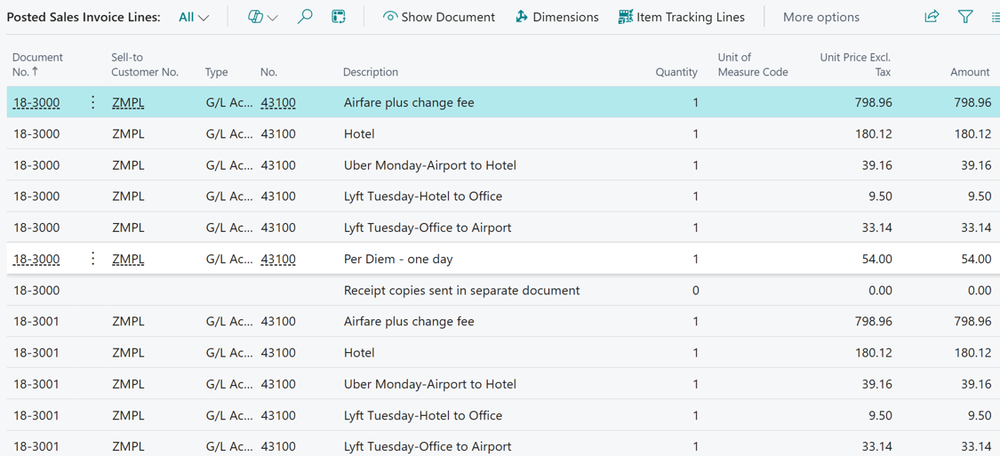 Posted Sales Invoice Lines: All Show Document Dimensions Item Tracking Lines More options
Document No. ↑ Sell-to Customer No. Type No. Description Quantity Unit of Measure Code Unit Price Excl. Tax Amount
18-3000 ZMPL G/L Ac... 43100 Airfare plus change fee 1 798.96 798.96
18-3000 ZMPL G/L Ac... 43100 Hotel 1 180.12 180.12
18-3000 ZMPL G/L Ac... 43100 Uber Monday-Airport to Hotel 1 39.16 39.16
18-3000 ZMPL G/L Ac... 43100 Lyft Tuesday-Hotel to Office 1 9.50 9.50
18-3000 ZMPL G/L Ac... 43100 Lyft Tuesday-Office to Airport 1 33.14 33.14
18-3000 ZMPL G/L Ac... 43100 Per Diem - one day 1 54.00 54.00
18-3000 Receipt copies sent in separate document 0 0.00 0.00
18-3001 ZMPL G/L Ac... 43100 Airfare plus change fee 1 798.96 798.96
18-3001 ZMPL G/L Ac... 43100 Hotel 1 180.12 180.12
18-3001 ZMPL G/L Ac... 43100 Uber Monday-Airport to Hotel 1 39.16 39.16
18-3001 ZMPL G/L Ac... 43100 Lyft Tuesday-Hotel to Office 1 9.50 9.50
18-3001 ZMPL G/L Ac... 43100 Lyft Tuesday-Office to Airport 1 33.14 33.14